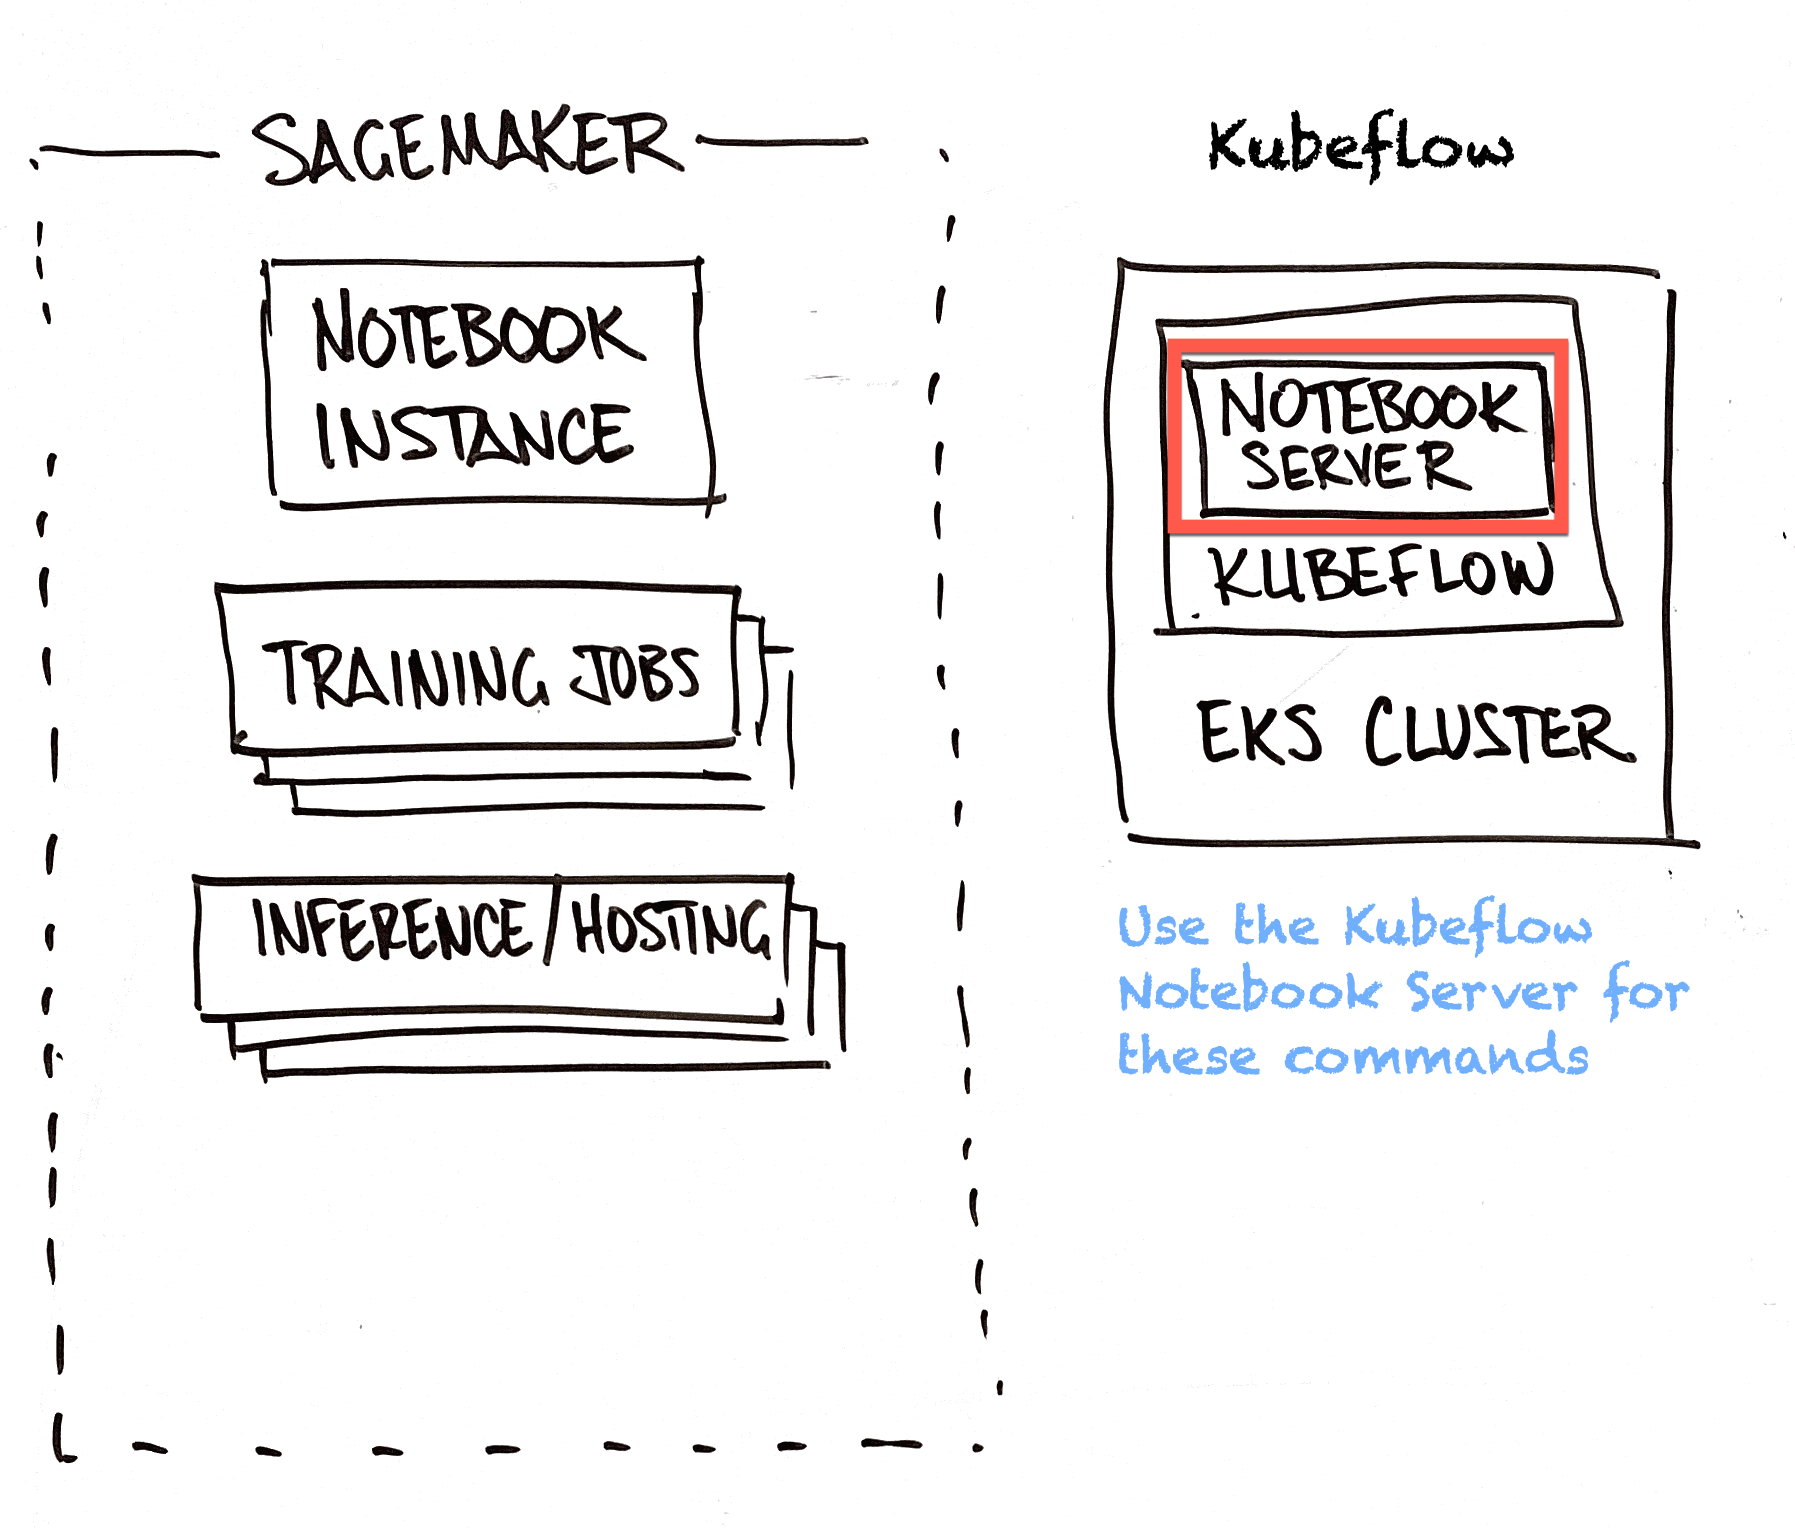 SAGEMAKER
NOTEBOOK
INSTANCE
TRAINING JOBS
INFERENCE/HOSTING
Kubeflow
NOTEBOOK
SERVER
KUBEFLOW
EKS CLUSTER
Use the Kubeflow
Notebook Server for
these commands